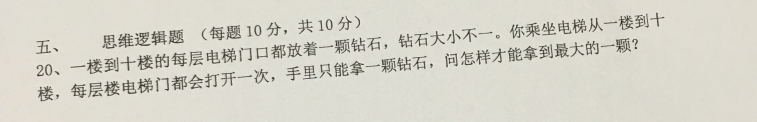 五、 思维逻辑题 （每题 10 分，共 10 分）
20、一楼到十楼的每层电梯门口都放着一颗钻石，钻石大小不一。你乘坐电梯从一楼到十
楼，每层楼电梯门都会打开一次，手里只能拿一颗钻石，问怎样才能拿到最大的一颗？